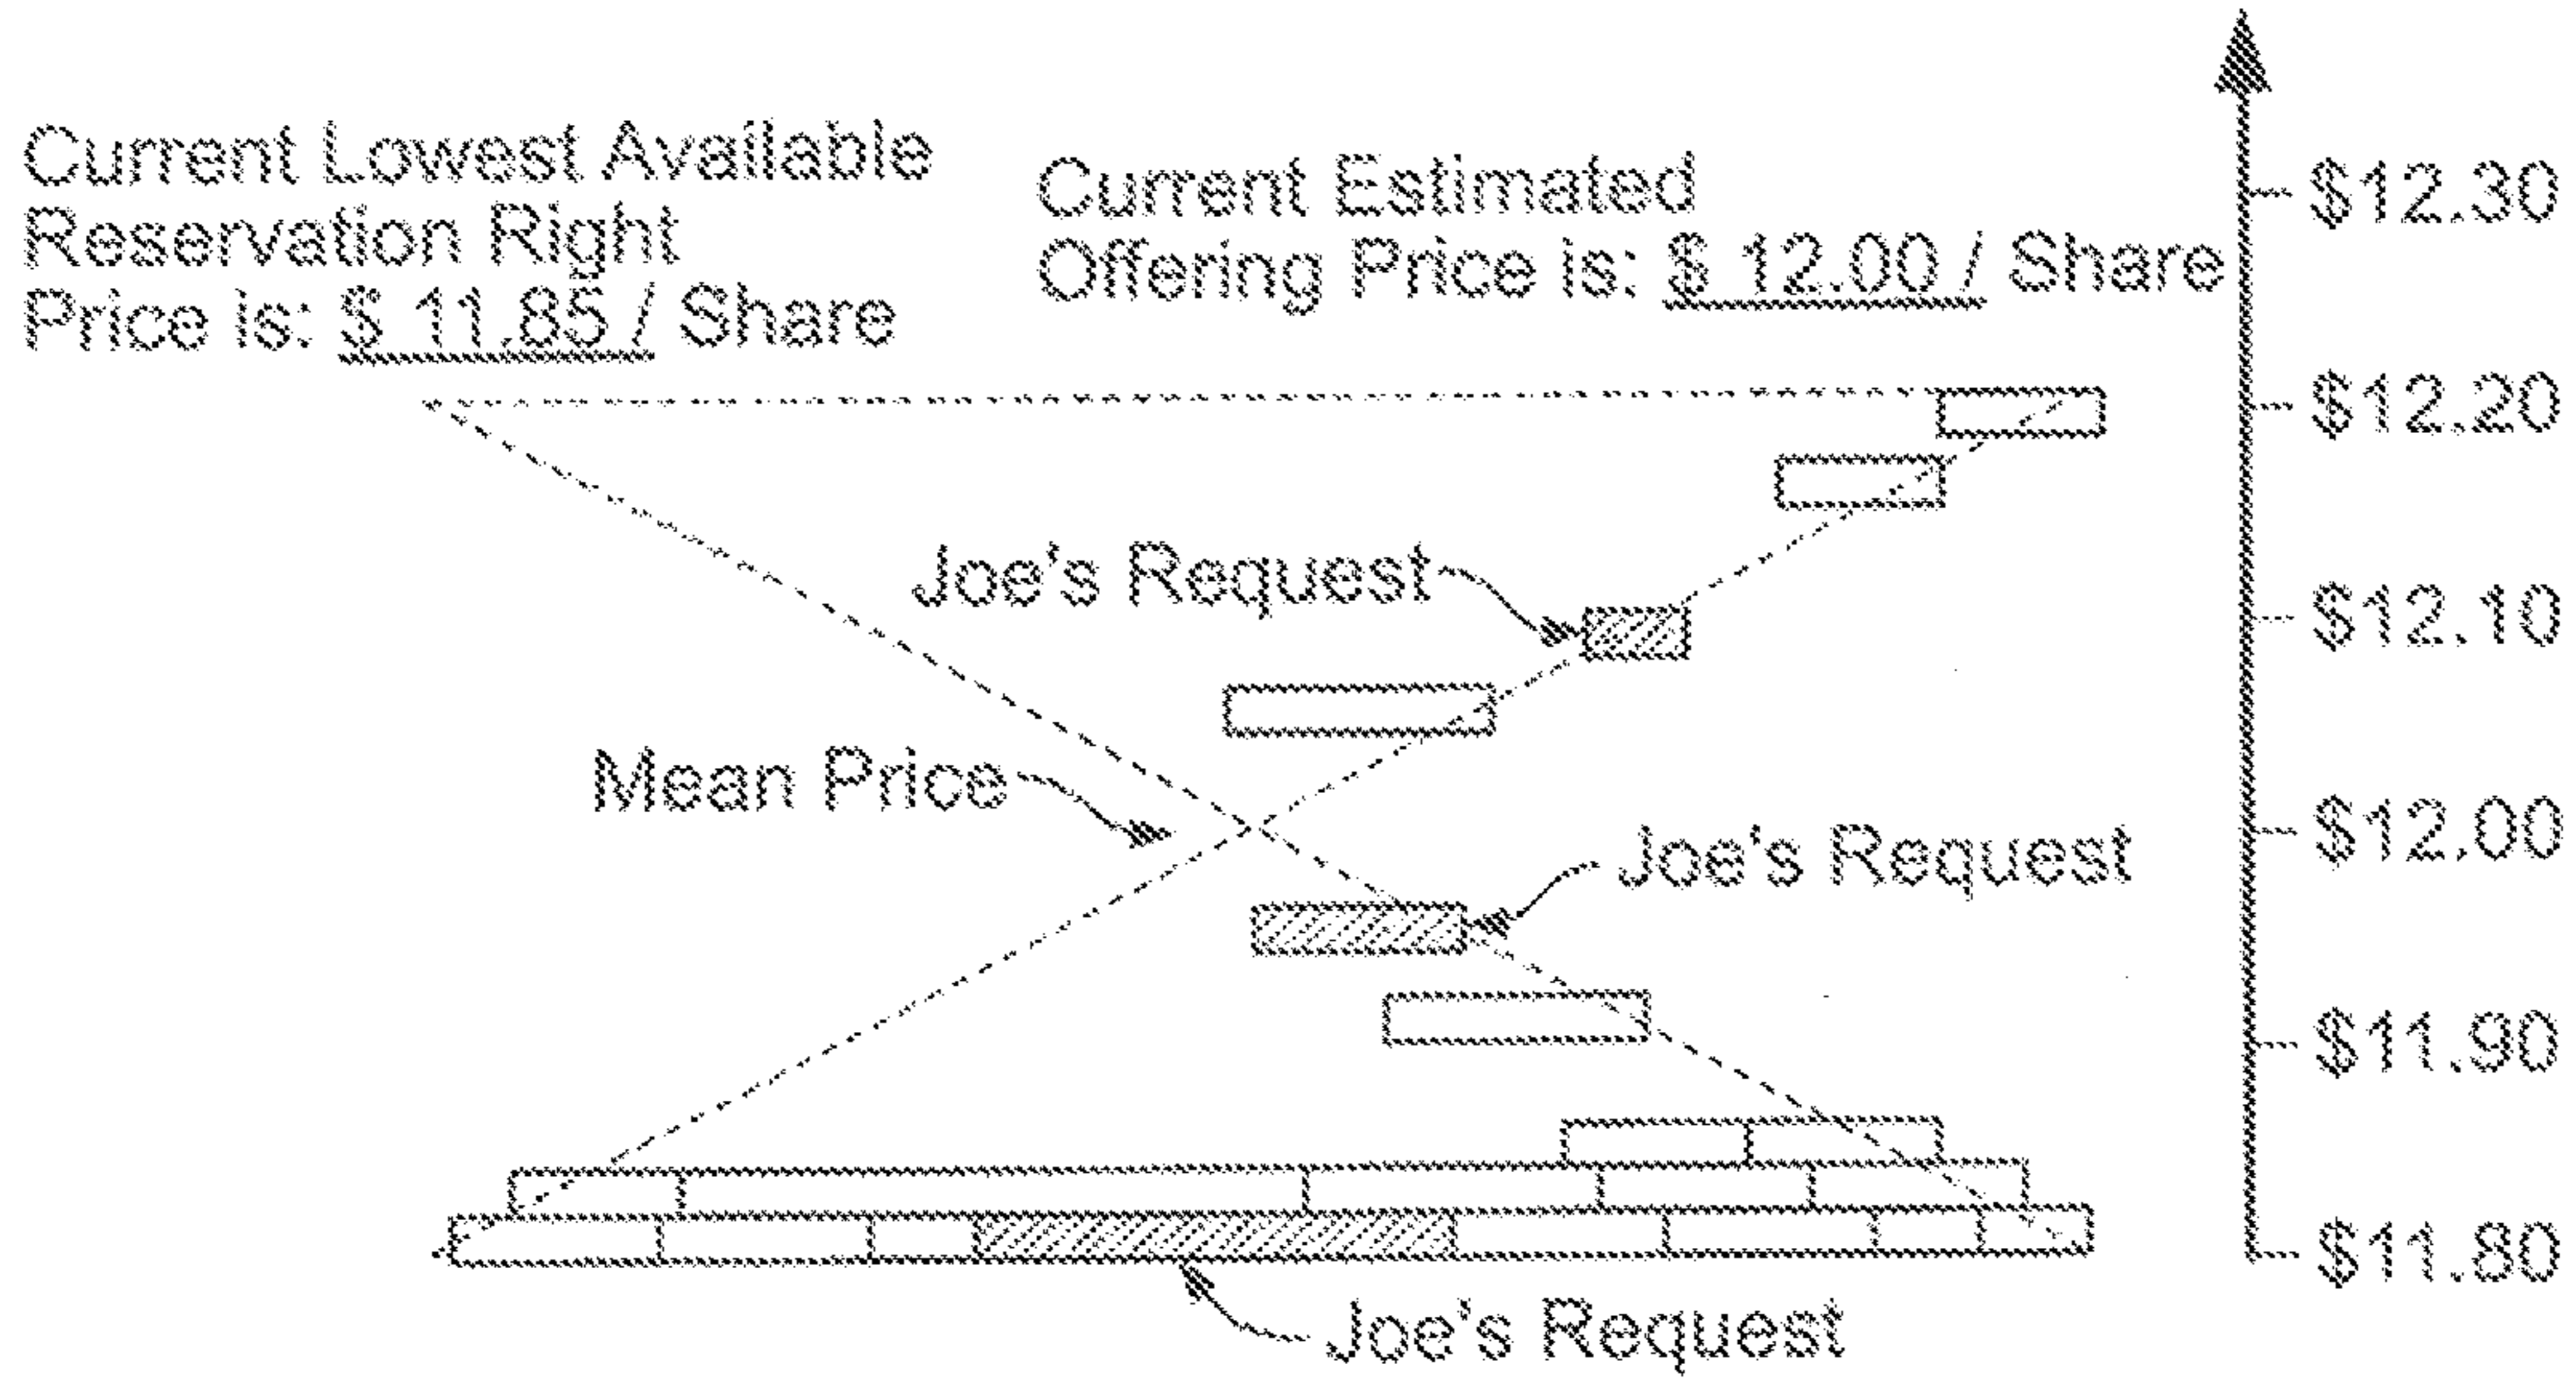 Current Lowest Available
Reservation Right
Price is: $ 11.85 / Share
Current Estimated
Offering Price is: $ 12.00 / Share
$12.30
$12.20
Joe's Request
$12.10
Mean Price
$12.00
Joe's Request
$11.90
$11.80
Joe's Request